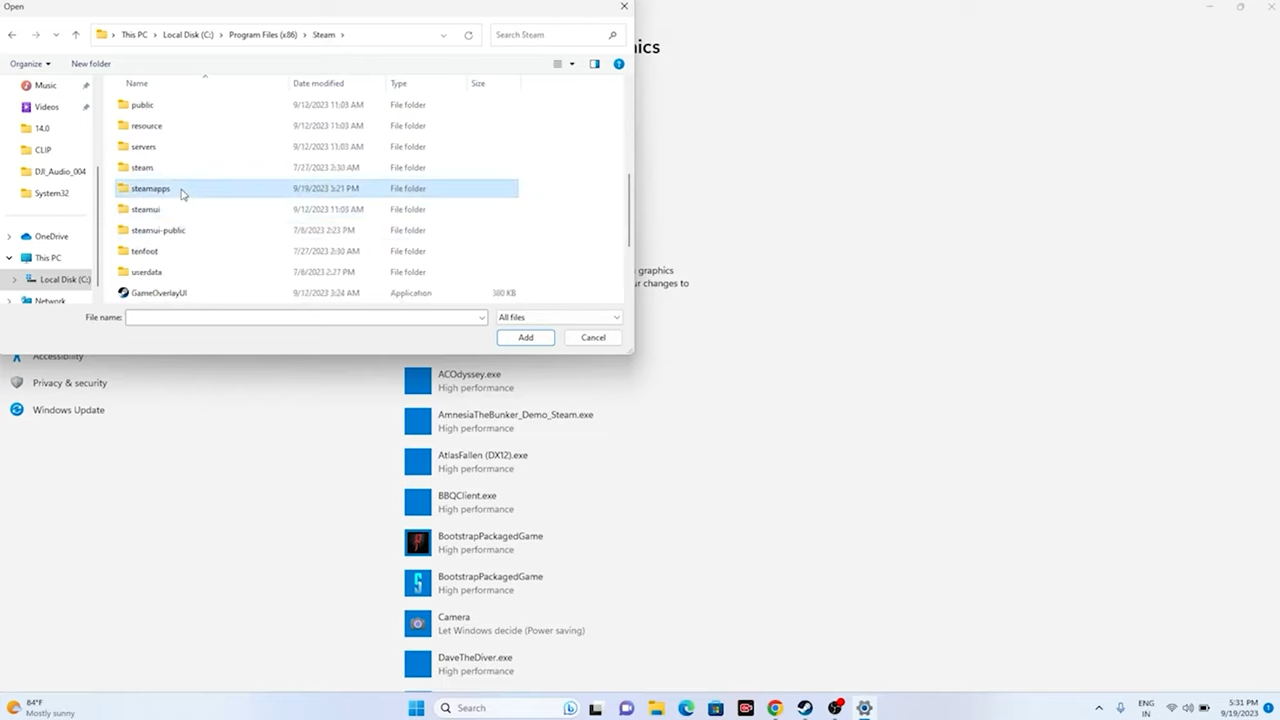 Open
This PC
Local Disk (C:)
Program Files (x86)
Steam
Search Steam
Organize
New folder
Name
Date modified
Type
Size
Music
Videos
14.0
CLIP
DJI_Audio_004
System32
OneDrive
This PC
Local Disk (C:)
Network
public 9/12/2023 11:03 AM File folder
resource 9/12/2023 11:03 AM File folder
servers 9/12/2023 11:03 AM File folder
steam 7/27/2023 2:30 AM File folder
steamapps 9/19/2023 5:21 PM File folder
steamui 9/12/2023 11:03 AM File folder
steamui-public 7/8/2023 2:23 PM File folder
tenfoot 7/27/2023 2:30 AM File folder
userdata 7/8/2023 2:27 PM File folder
GameOverlayUI 9/12/2023 3:24 AM Application 380 KB
File name:
All files
Add
Cancel
ics
graphics
ur changes to
Accessibility
Privacy & security
Windows Update
ACOdyssey.exe
High performance
AmnesiaTheBunker_Demo_Steam.exe
High performance
AtlasFallen (DX12).exe
High performance
BBQClient.exe
High performance
BootstrapPackagedGame
High performance
BootstrapPackagedGame
High performance
Camera
Let Windows decide (Power saving)
DaveTheDiver.exe
High performance
84°F
Mostly sunny
Search
ENG
IN
5:31 PM
9/19/2023